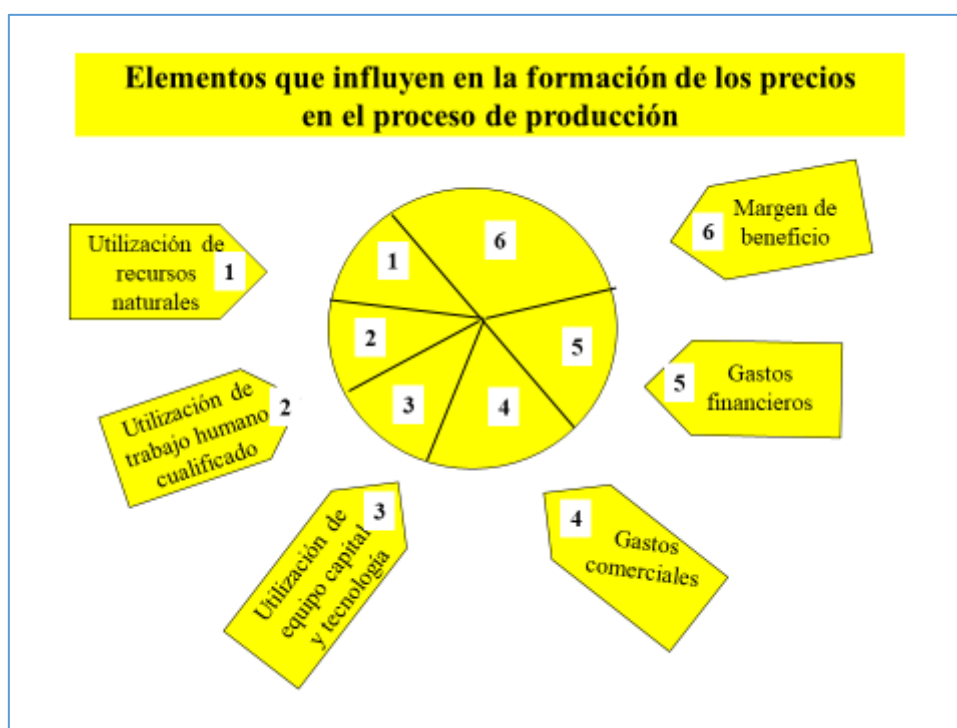 Elementos que influyen en la formación de los precios
en el proceso de producción
Utilización de
recursos
naturales
1
Utilización de
trabajo humano
cualificado
2
Utilización de
equipo capital
y tecnología
3
1
2
3
4
5
6
6
Margen de
beneficio
5
Gastos
financieros
4
Gastos
comerciales